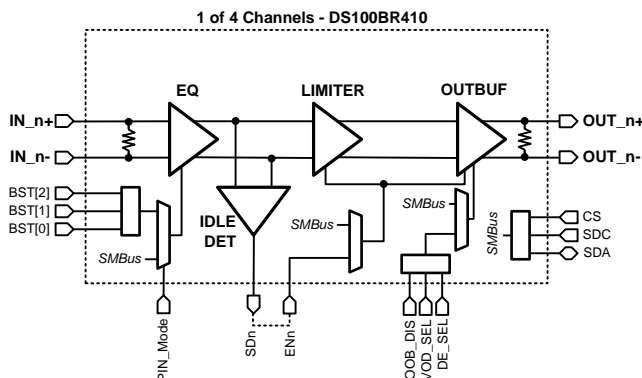 1 of 4 Channels - DS100BR410
EQ
LIMITER
OUTBUF
IN_n+
OUT_n+
IN_n-
OUT_n-
BST[2]
BST[1]
BST[0]
IDLE
DET
SMBus
SMBus
SMBus
SMBus
CS
SDC
SDA
PIN_Mode
SDn
ENn
OOB_DIS
VOD_SEL
DE_SEL